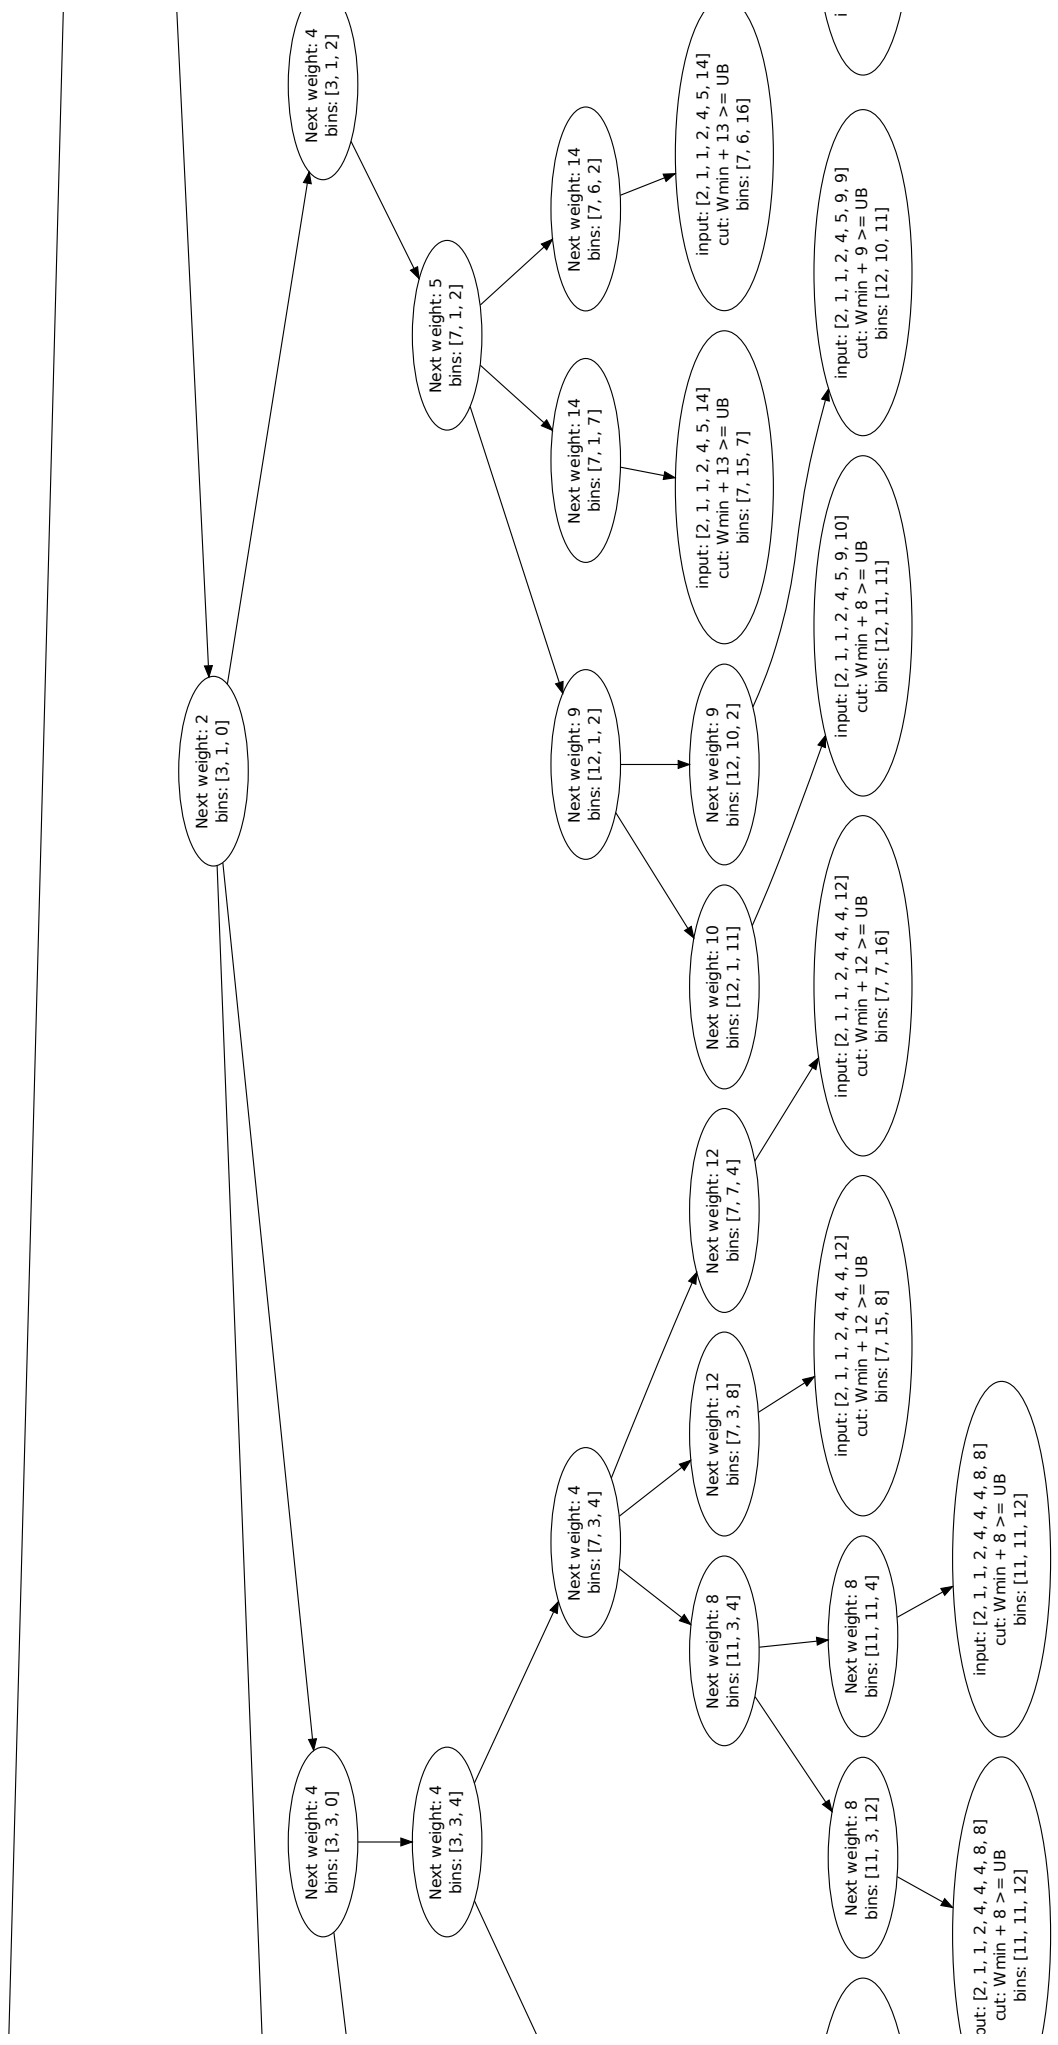 Next weight: 2
bins: [3, 1, 0]
Next weight: 4
bins: [3, 3, 0]
Next weight: 4
bins: [3, 1, 2]
Next weight: 4
bins: [3, 3, 4]
Next weight: 5
bins: [7, 1, 2]
Next weight: 4
bins: [7, 3, 4]
Next weight: 9
bins: [12, 1, 2]
Next weight: 14
bins: [7, 1, 7]
Next weight: 14
bins: [7, 6, 2]
Next weight: 8
bins: [11, 3, 4]
Next weight: 12
bins: [7, 3, 8]
Next weight: 12
bins: [7, 7, 4]
Next weight: 10
bins: [12, 1, 11]
Next weight: 9
bins: [12, 10, 2]
input: [2, 1, 1, 2, 4, 5, 14]
cut: Wmin + 13 >= UB
bins: [7, 15, 7]
input: [2, 1, 1, 2, 4, 5, 14]
cut: Wmin + 13 >= UB
bins: [7, 6, 16]
Next weight: 8
bins: [11, 3, 12]
Next weight: 8
bins: [11, 11, 4]
input: [2, 1, 1, 2, 4, 4, 4, 12]
cut: Wmin + 12 >= UB
bins: [7, 15, 8]
input: [2, 1, 1, 2, 4, 4, 4, 12]
cut: Wmin + 12 >= UB
bins: [7, 7, 16]
input: [2, 1, 1, 2, 4, 5, 9, 10]
cut: Wmin + 8 >= UB
bins: [12, 11, 11]
input: [2, 1, 1, 2, 4, 5, 9, 9]
cut: Wmin + 9 >= UB
bins: [12, 10, 11]
put: [2, 1, 1, 2, 4, 4, 4, 8, 8]
cut: Wmin + 8 >= UB
bins: [11, 11, 12]
input: [2, 1, 1, 2, 4, 4, 4, 8, 8]
cut: Wmin + 8 >= UB
bins: [11, 11, 12]